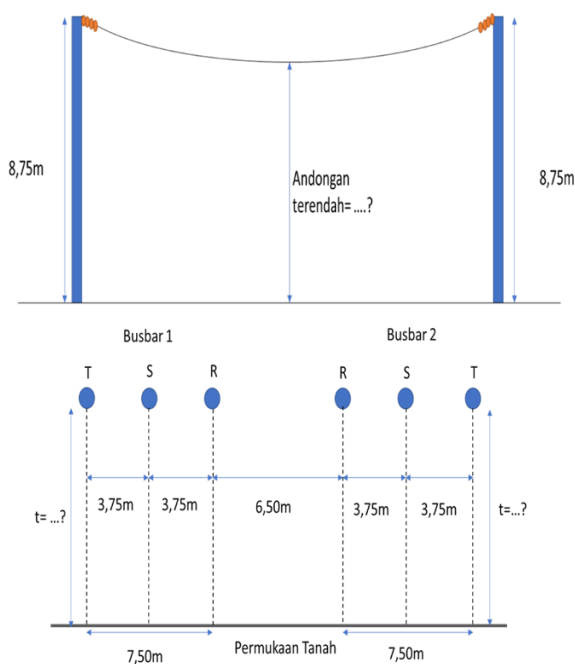 8,75m
Andongan
terendah= ....?
8,75m
Busbar 1
Busbar 2
T S R R S T
3,75m 3,75m 6,50m 3,75m 3,75m
t= ...?
t=...?
7,50m
Permukaan Tanah
7,50m